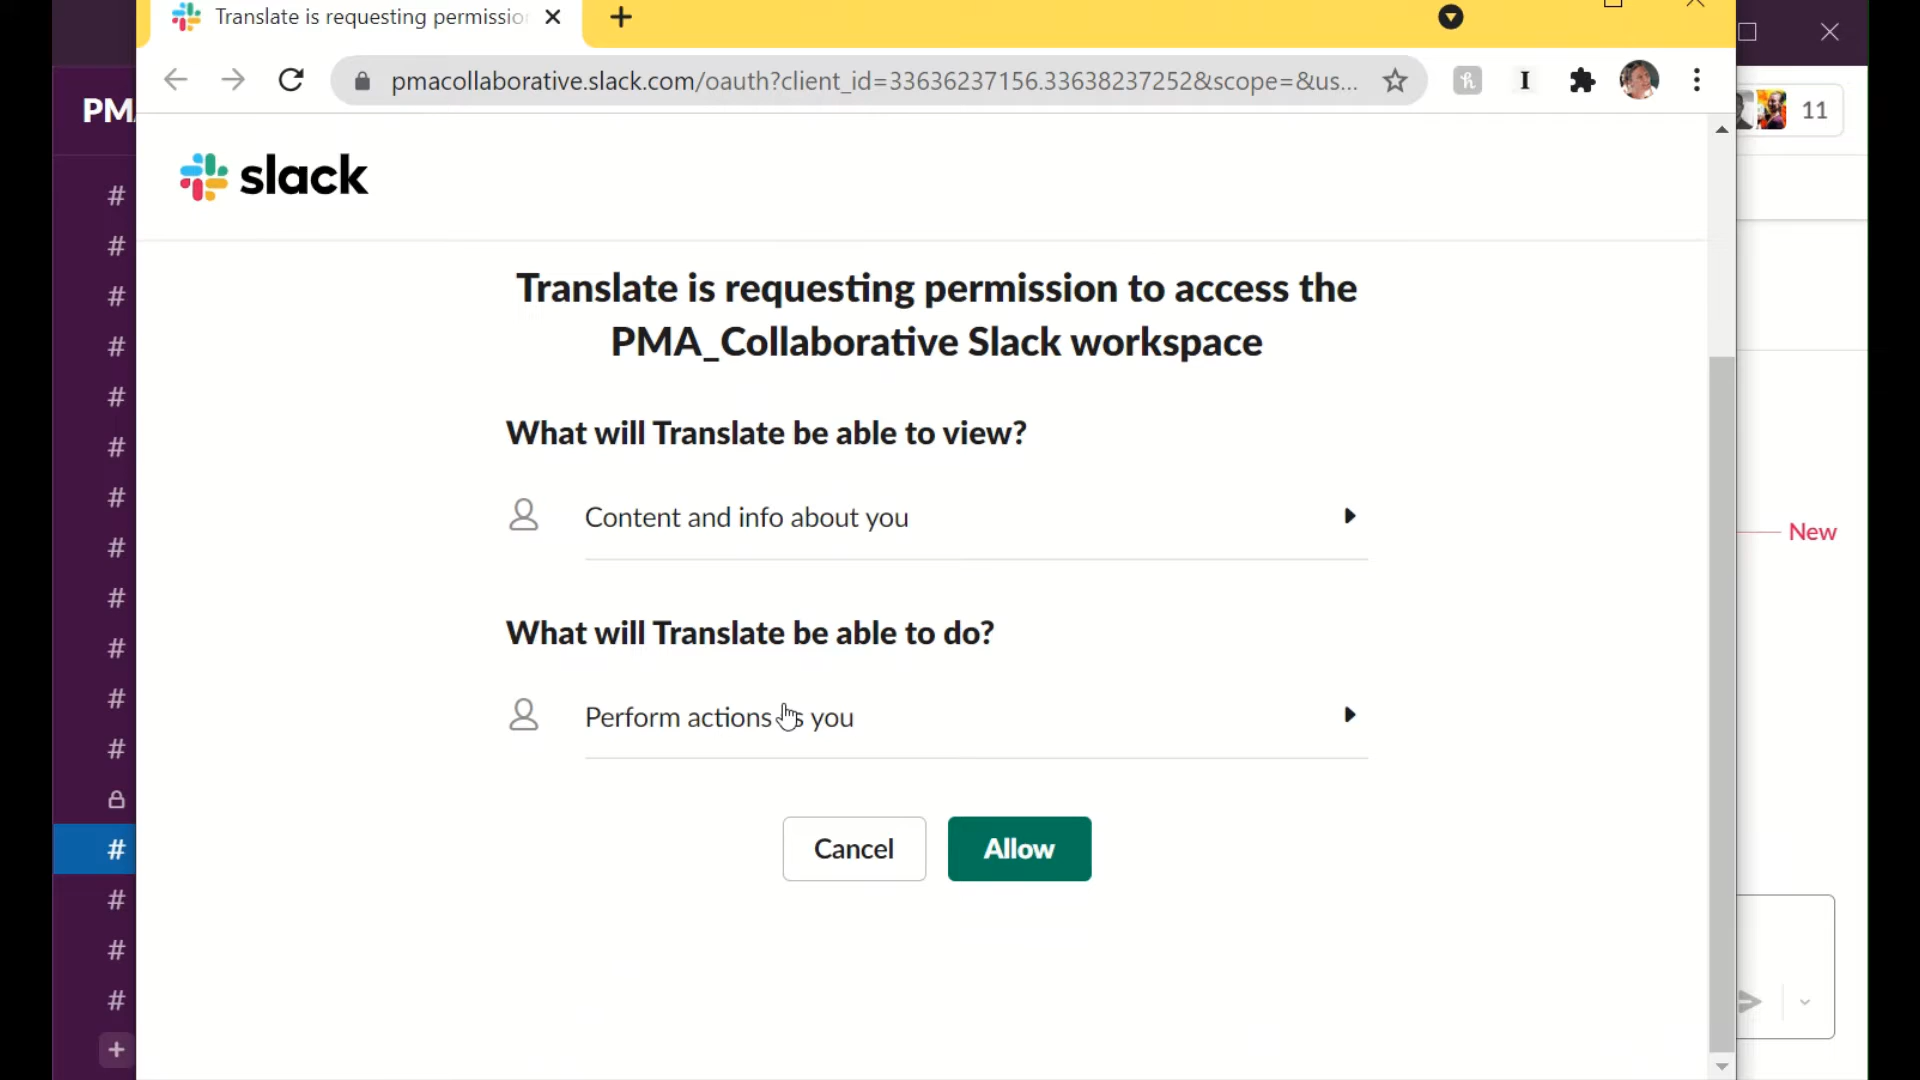 Translate is requesting permissio
pmacollaborative.slack.com/oauth?client_id=33636237156.33638237252&scope=&us...
PM
11
slack
Translate is requesting permission to access the
PMA_Collaborative Slack workspace
What will Translate be able to view?
Content and info about you
New
What will Translate be able to do?
Perform actions as you
Cancel
Allow